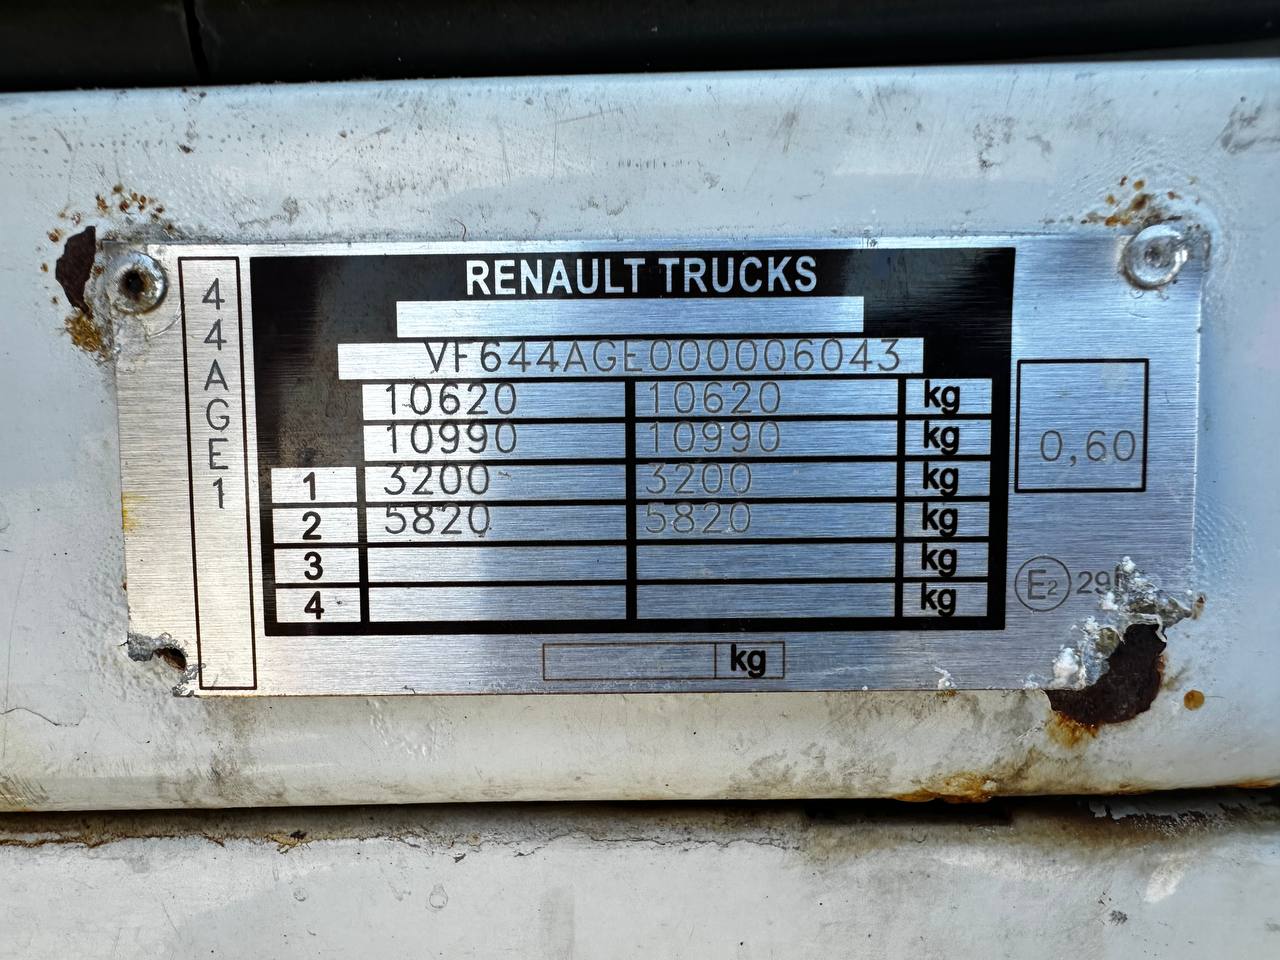 44AGE1
RENAULT TRUCKS
VF644AGE000006043
10620 10620 kg
10990 10990 kg
1 3200 3200 kg
2 5820 5820 kg
3 kg
4 kg
kg
0,60
E2